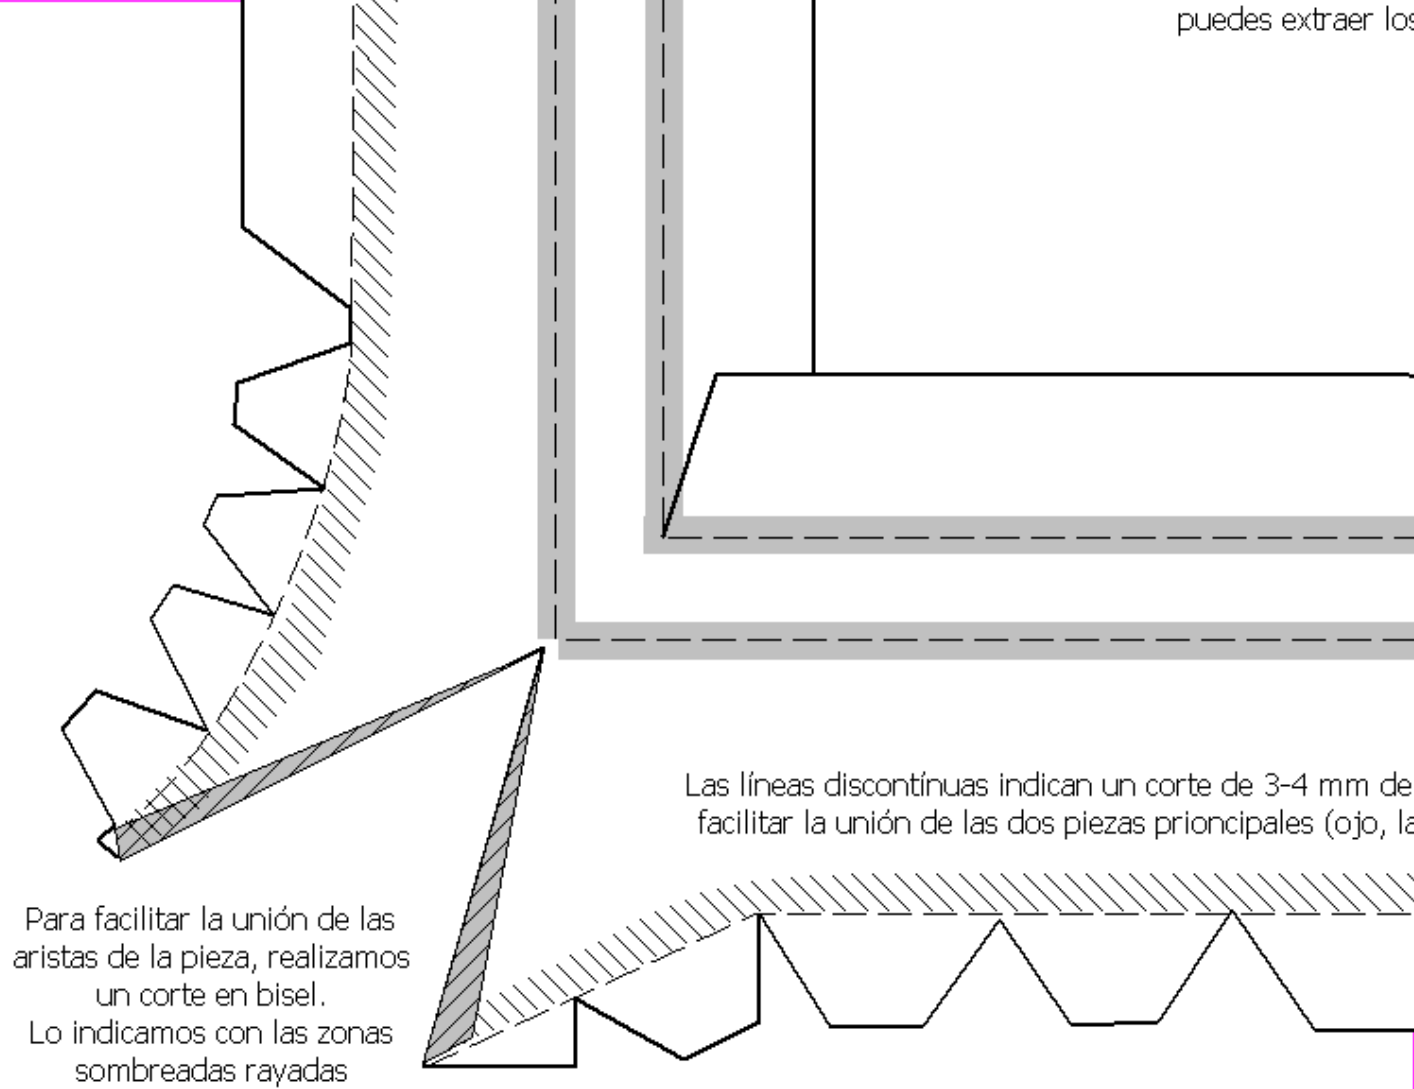 puedes extraer los
Las líneas discontínuas indican un corte de 3-4 mm de
facilitar la unión de las dos piezas prioncipales (ojo, la
Para facilitar la unión de las
aristas de la pieza, realizamos
un corte en bisel.
Lo indicamos con las zonas
sombreadas rayadas